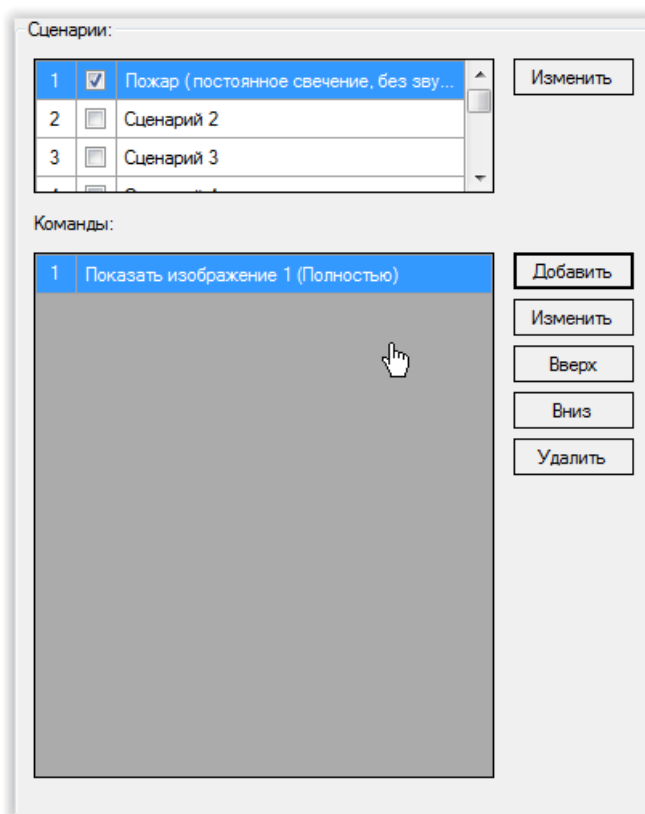 Сценарии:
1 Пожар (постоянное свечение, без зву...
Изменить
2 Сценарий 2
3 Сценарий 3
Команды:
1 Показать изображение 1 (Полностью)
Добавить
Изменить
Вверх
Вниз
Удалить